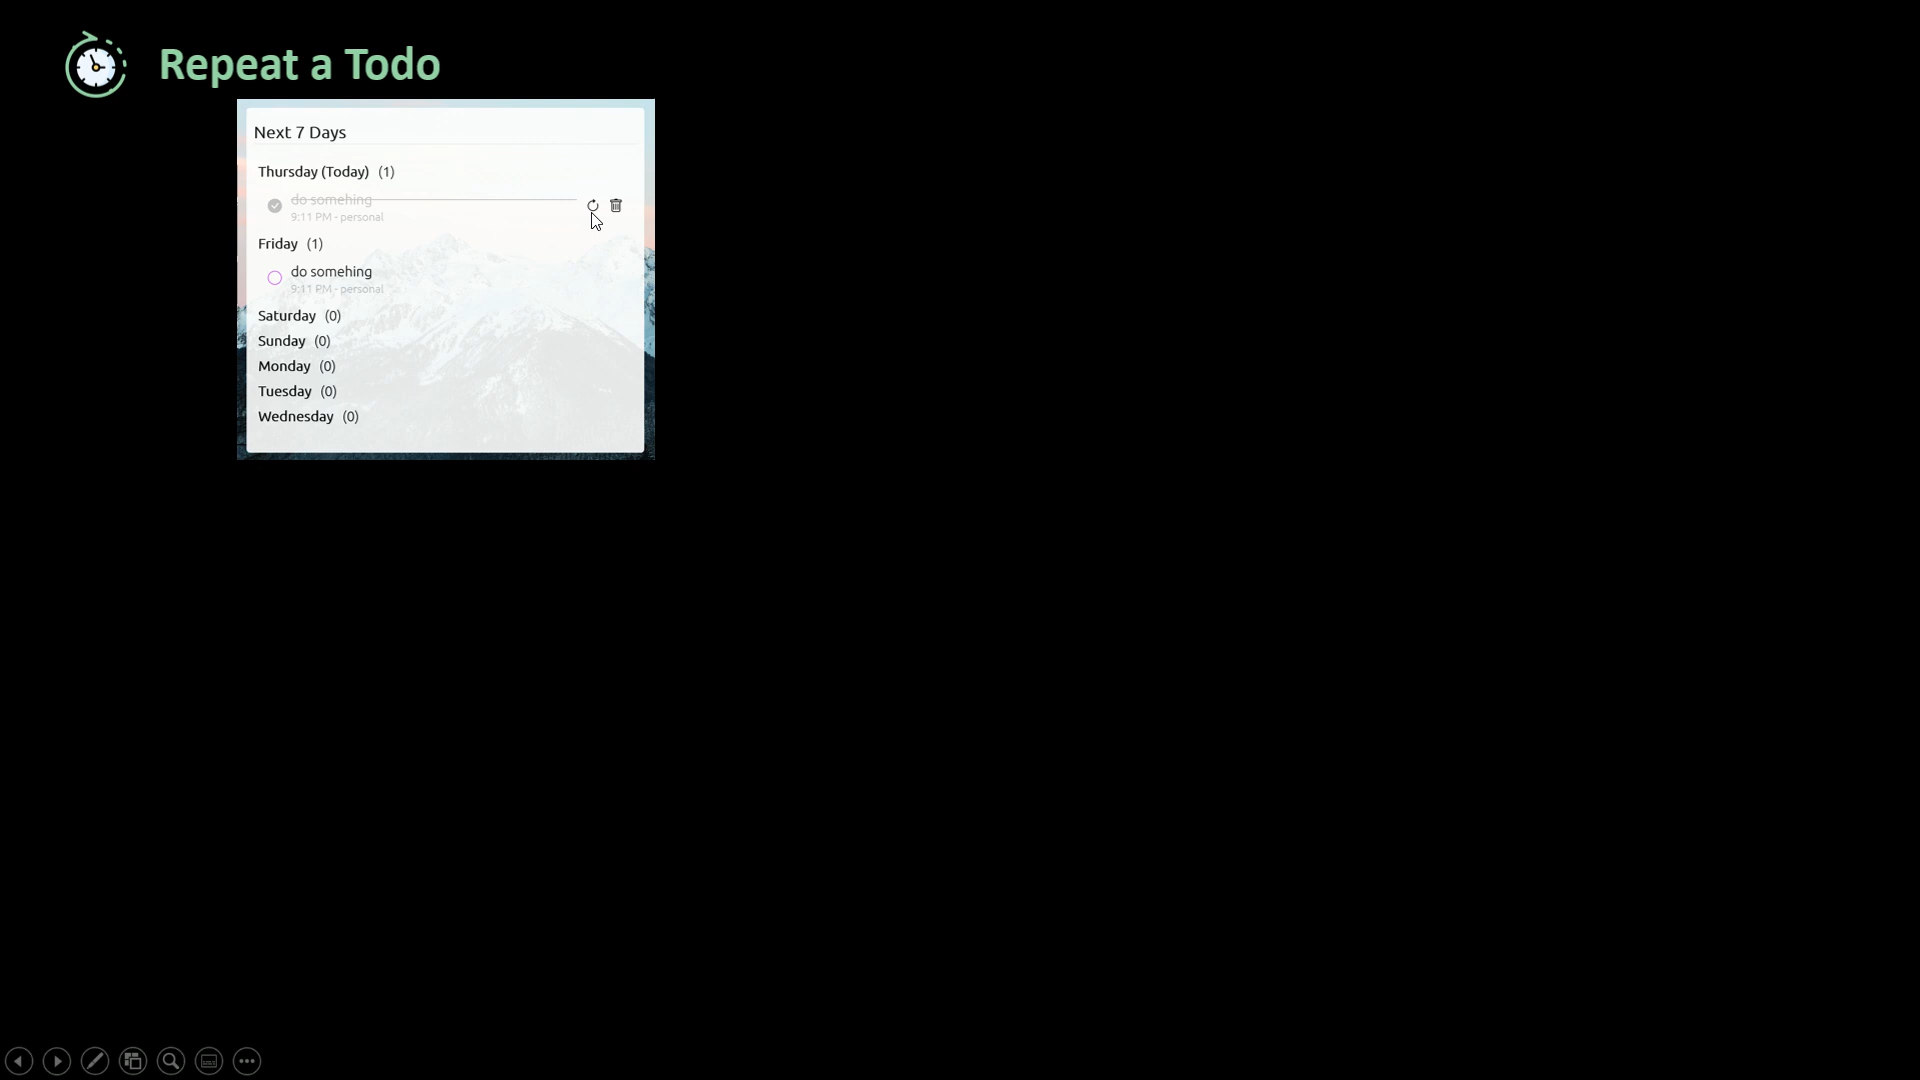 Repeat a Todo
Next 7 Days
Thursday (Today) (1)
do somehing
9:11 PM - personal
Friday (1)
do somehing
9:11 PM - personal
Saturday (0)
Sunday (0)
Monday (0)
Tuesday (0)
Wednesday (0)